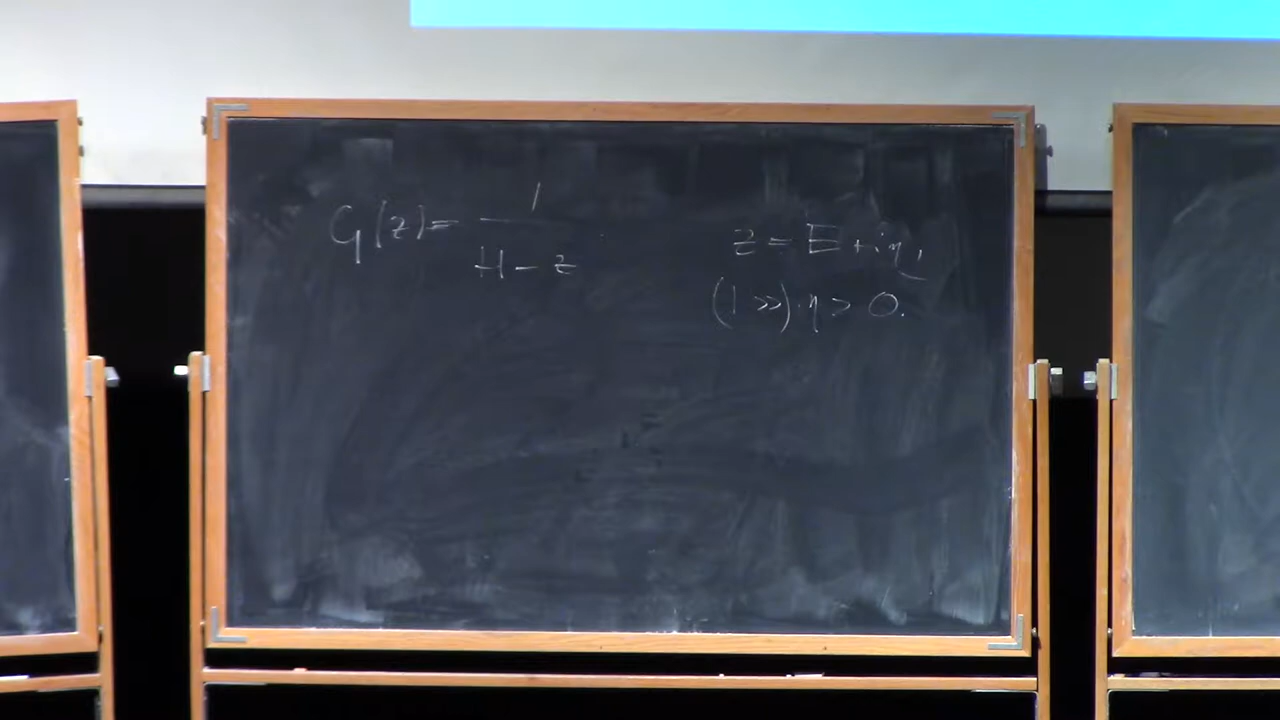 G(z) = 1 / (H - z)
z = E + iη,
(1 >>) · η > 0.